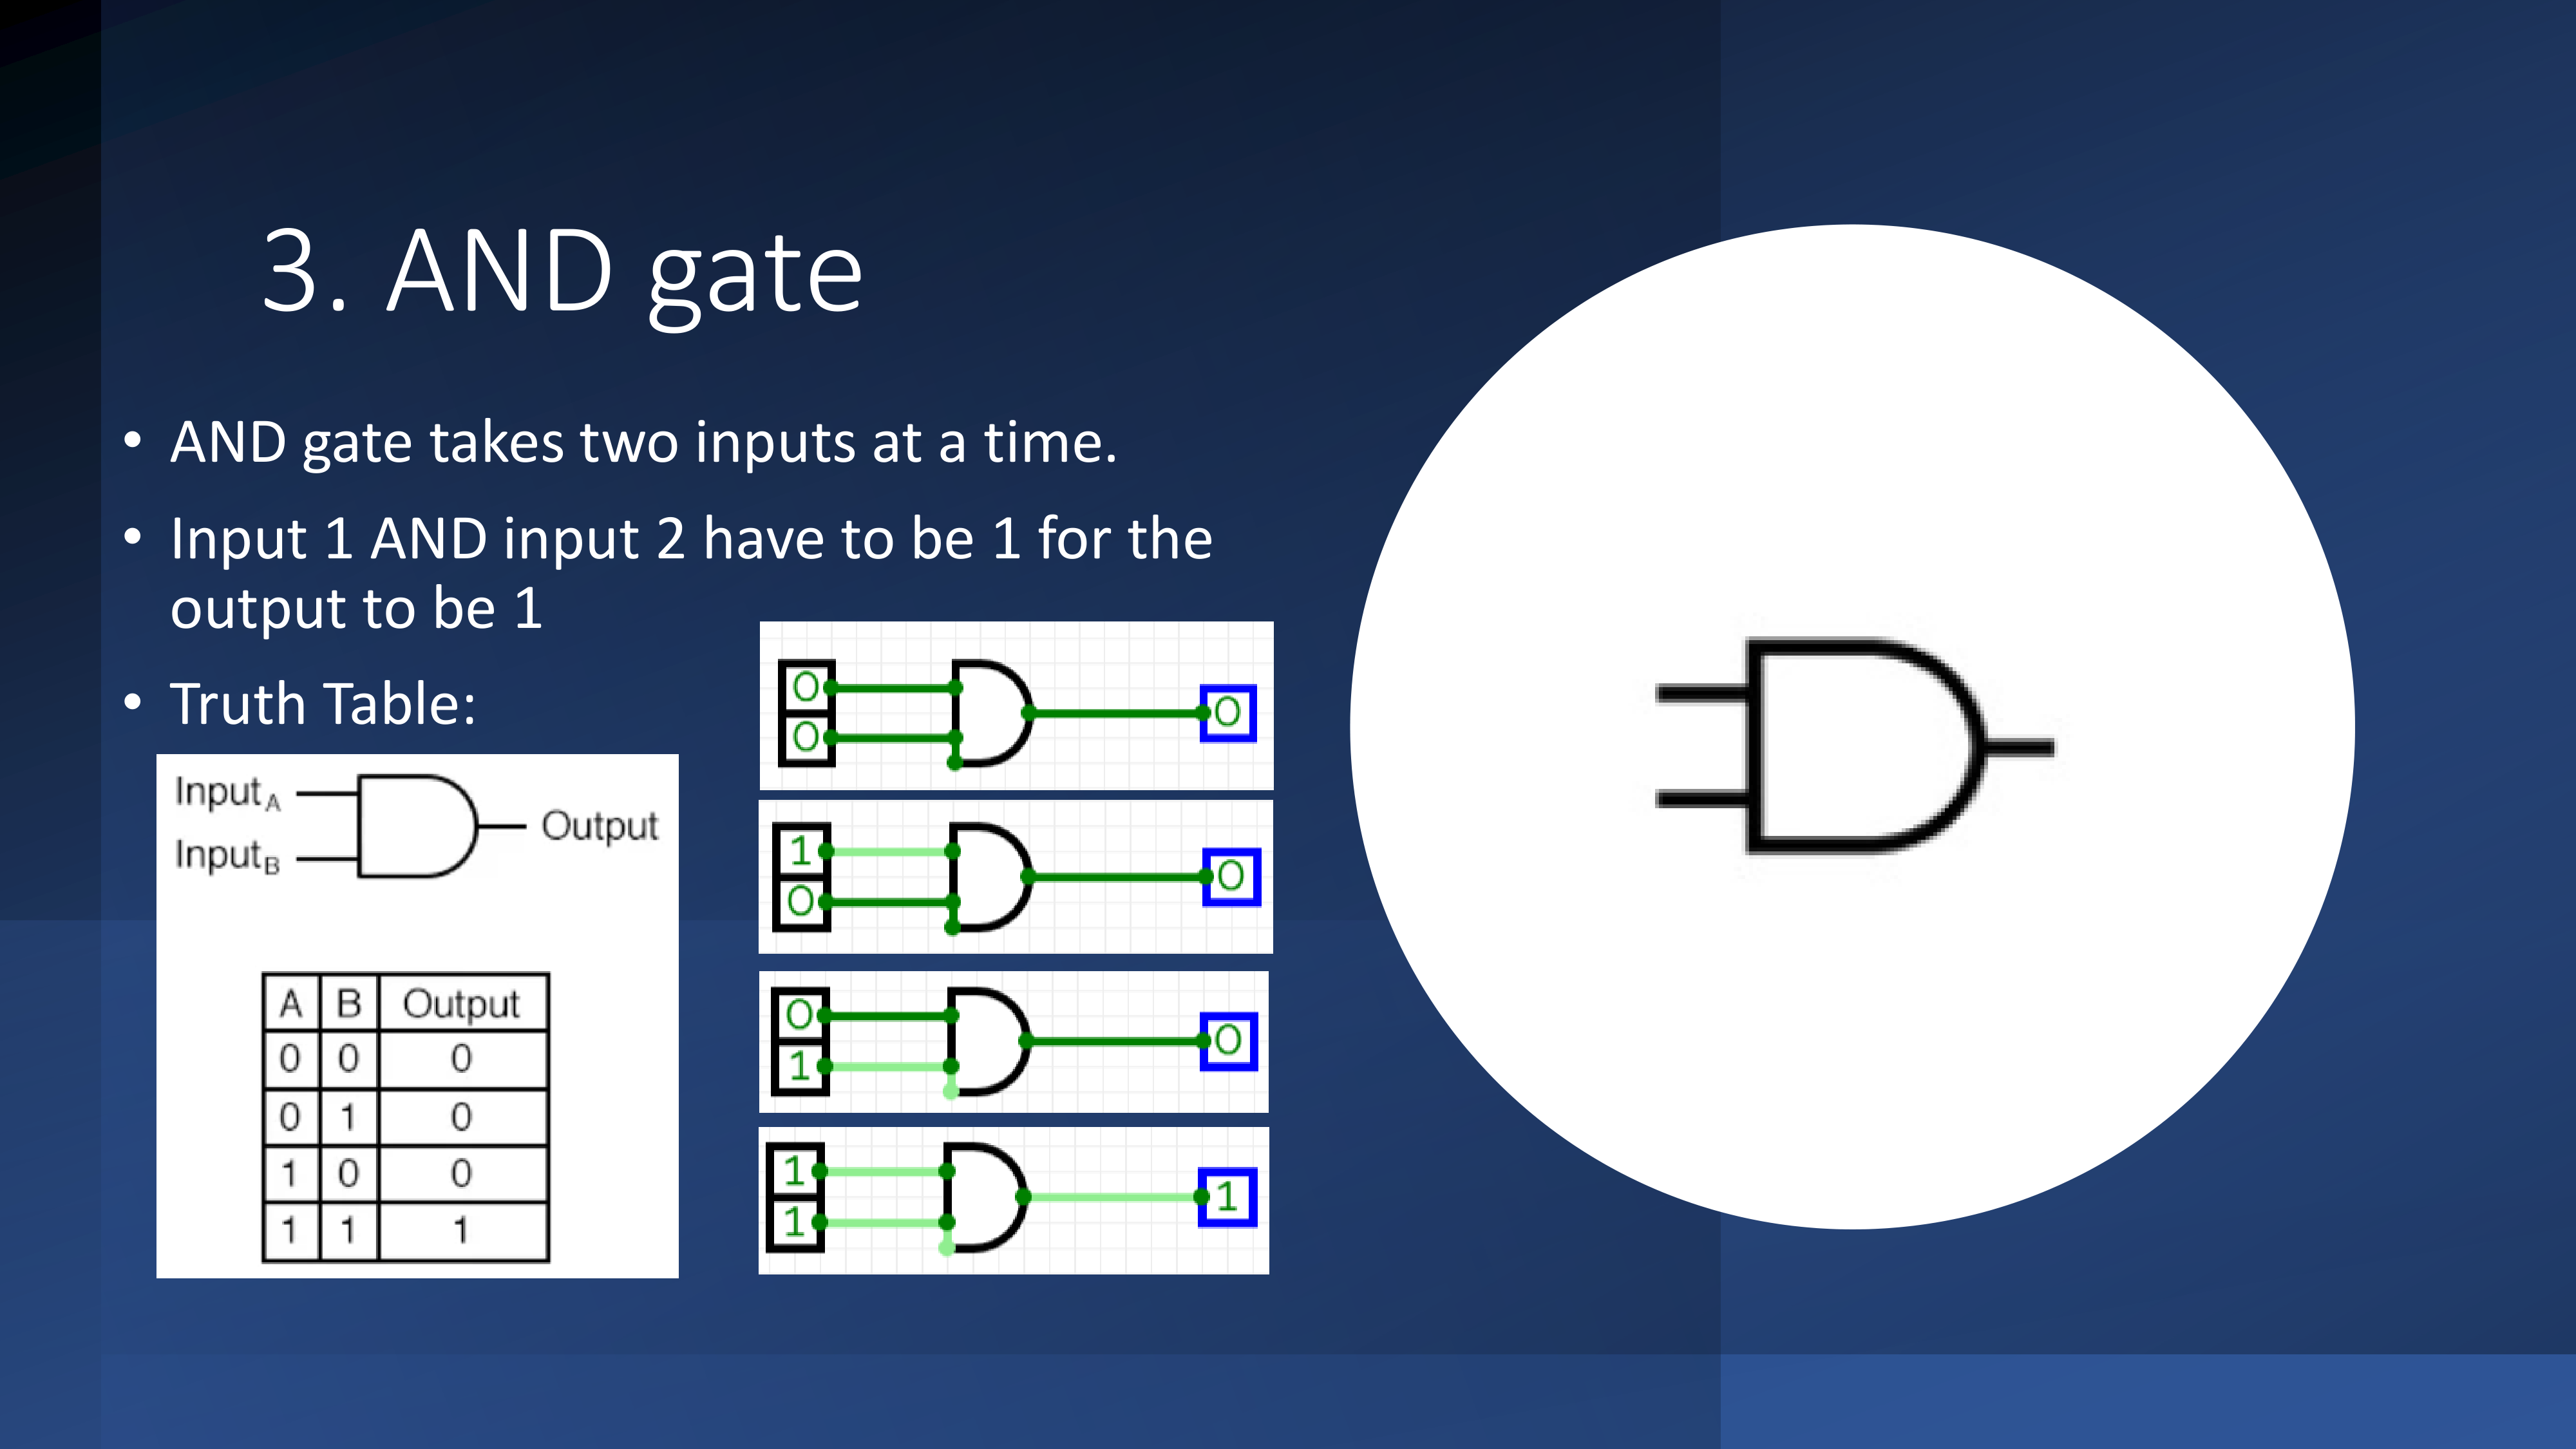 3. AND gate
• AND gate takes two inputs at a time.
• Input 1 AND input 2 have to be 1 for the
output to be 1
• Truth Table:
Input A
Input B
Output
A B Output
0 0 0
0 1 0
1 0 0
1 1 1
0
0
0
1
0
0
0
1
0
1
1
1